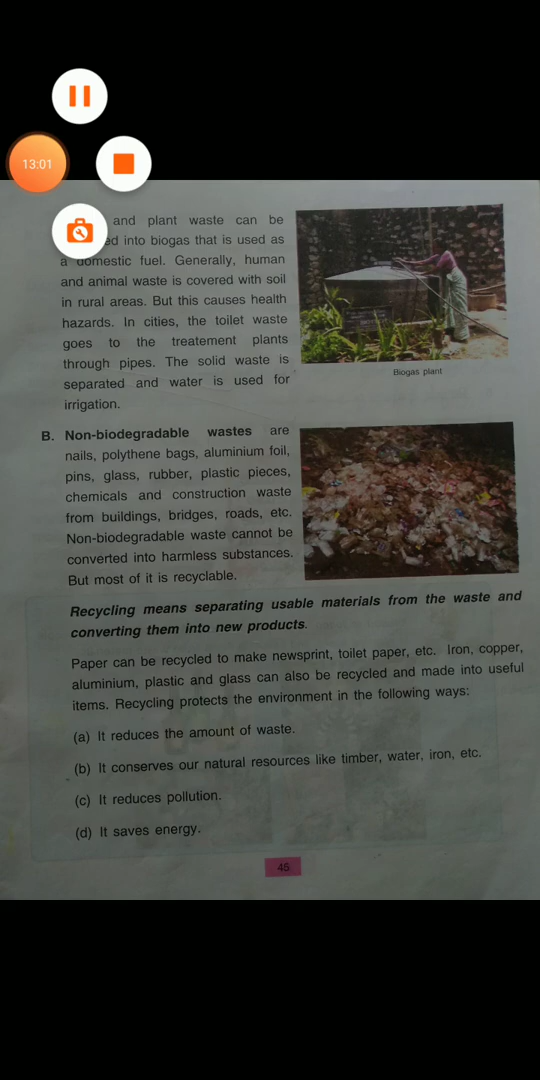 13:01
and plant waste can be
ed into biogas that is used as
a domestic fuel. Generally, human
and animal waste is covered with soil
in rural areas. But this causes health
hazards. In cities, the toilet waste
goes to the treatement plants
through pipes. The solid waste is
separated and water is used for
irrigation.
Biogas plant
B. Non-biodegradable wastes are
nails, polythene bags, aluminium foil,
pins, glass, rubber, plastic pieces,
chemicals and construction waste
from buildings, bridges, roads, etc.
Non-biodegradable waste cannot be
converted into harmless substances.
But most of it is recyclable.
Recycling means separating usable materials from the waste and
converting them into new products.
Paper can be recycled to make newsprint, toilet paper, etc. Iron, copper,
aluminium, plastic and glass can also be recycled and made into useful
items. Recycling protects the environment in the following ways:
(a) It reduces the amount of waste.
(b) It conserves our natural resources like timber, water, iron, etc.
(c) It reduces pollution.
(d) It saves energy.
46